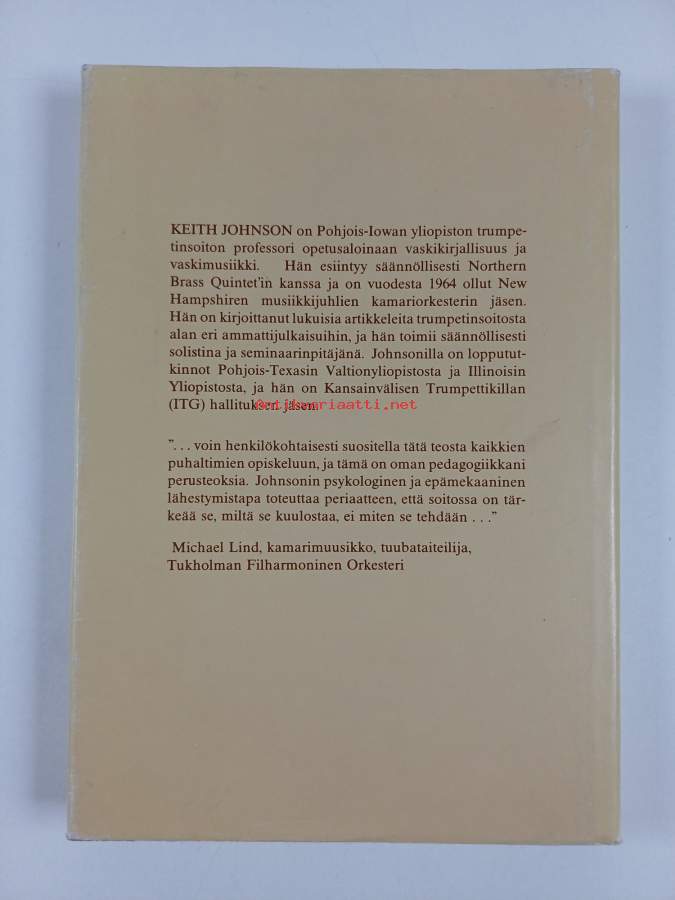 KEITH JOHNSON on Pohjois-Iowan yliopiston trumpe-
tinsoiton professori opetusaloinaan vaskikirjallisuus ja
vaskimusiikki. Hän esiintyy säännöllisesti Northern
Brass Quintet'in kanssa ja on vuodesta 1964 ollut New
Hampshiren musiikkijuhlien kamariorkesterin jäsen.
Hän on kirjoittanut lukuisia artikkeleita trumpetinsoitosta
alan eri ammattijulkaisuihin, ja hän toimii säännöllisesti
solistina ja seminaarinpitäjänä. Johnsonilla on lopputut-
kinnot Pohjois-Texasin Valtionyliopistosta ja Illinoisin
Yliopistosta, ja hän on Kansainvälisen Trumpettikillan
(ITG) hallituksen jäsen.
Antikvariaatti.net
"... voin henkilökohtaisesti suositella tätä teosta kaikkien
puhaltimien opiskeluun, ja tämä on oman pedagogiikkani
perusteoksia. Johnsonin psykologinen ja epämekaaninen
lähestymistapa toteuttaa periaatteen, että soitossa on tär-
keää se, miltä se kuulostaa, ei miten se tehdään ..."
Michael Lind, kamarimuusikko, tuubataiteilija,
Tukholman Filharmoninen Orkesteri